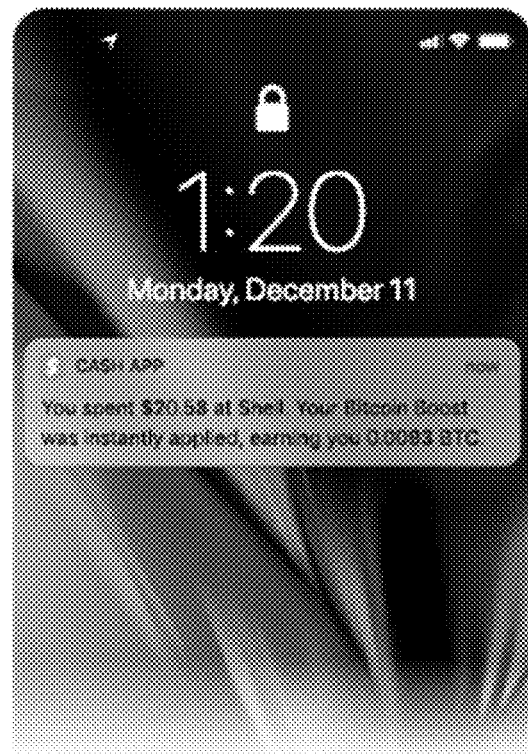 1:20
Monday, December 11
CASH APP
now
You spent $20.58 at Shell. Your Bitcoin Boost
was instantly applied, earning you 0.0093 BTC.